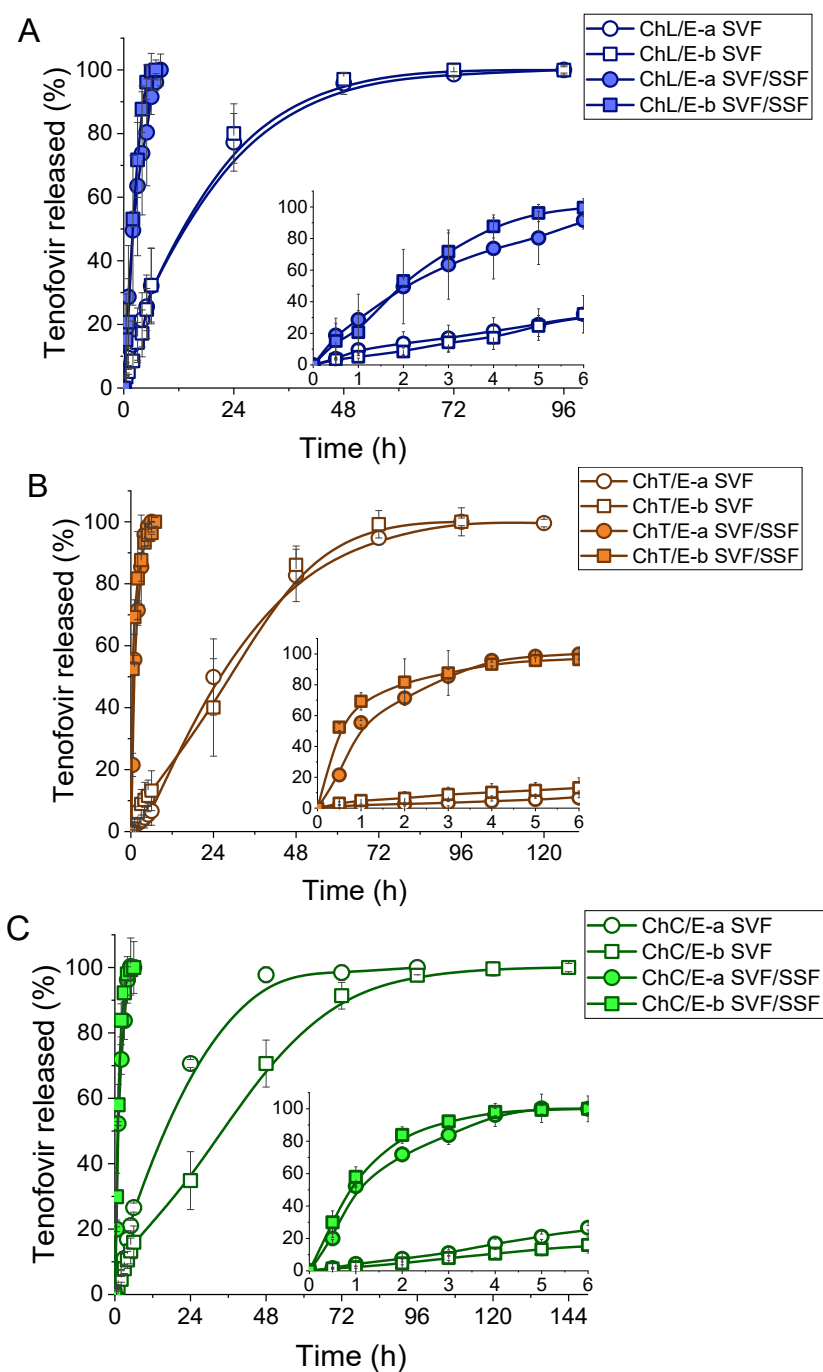 A
ChL/E-a SVF
ChL/E-b SVF
ChL/E-a SVF/SSF
ChL/E-b SVF/SSF
Tenofovir released (%)
100
80
60
40
20
0
100
80
60
40
20
0
0 1 2 3 4 5 6
0 24 48 72 96
Time (h)
B
ChT/E-a SVF
ChT/E-b SVF
ChT/E-a SVF/SSF
ChT/E-b SVF/SSF
Tenofovir released (%)
100
80
60
40
20
0
100
80
60
40
20
0
0 1 2 3 4 5 6
0 24 48 72 96 120
Time (h)
C
ChC/E-a SVF
ChC/E-b SVF
ChC/E-a SVF/SSF
ChC/E-b SVF/SSF
Tenofovir released (%)
100
80
60
40
20
0
100
80
60
40
20
0
0 1 2 3 4 5 6
0 24 48 72 96 120 144
Time (h)